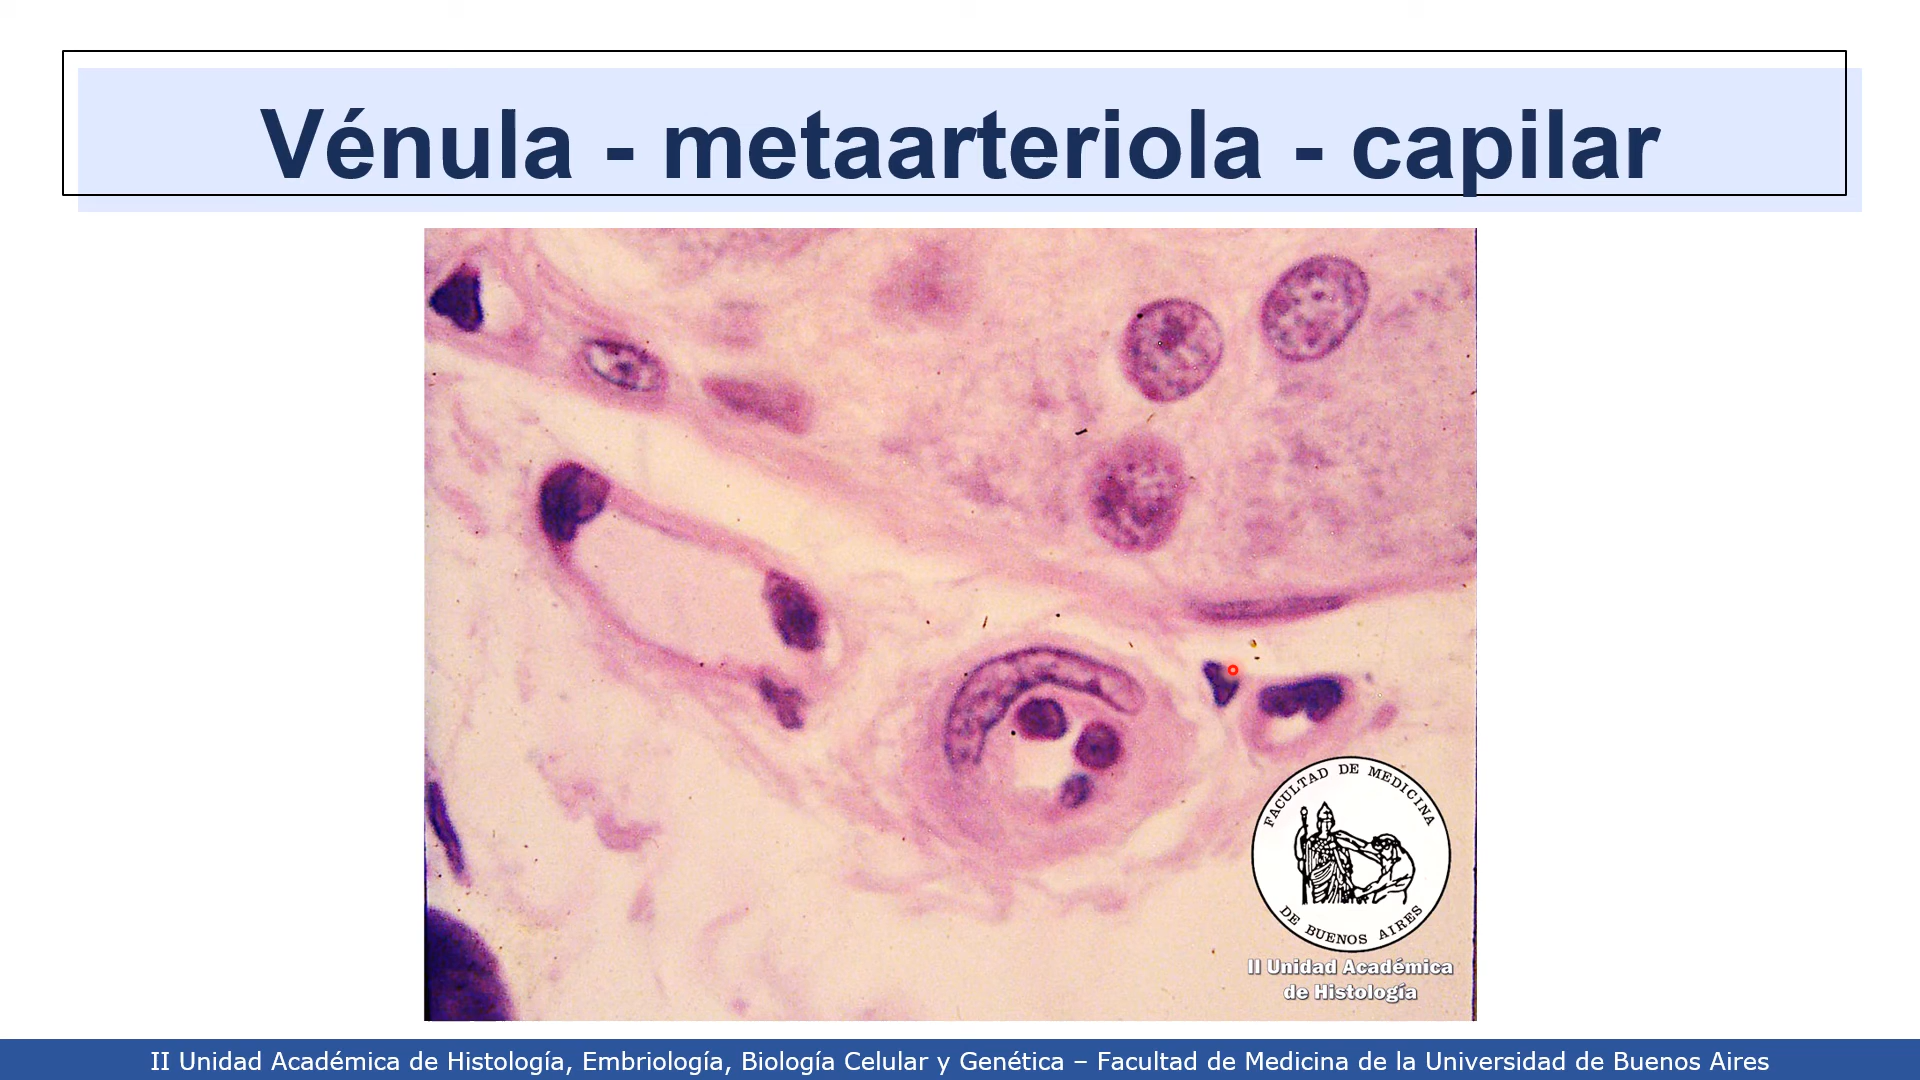 Vénula - metaarteriola - capilar
FACULTAD DE MEDICINA
DE BUENOS AIRES
II Unidad Académica
de Histología
II Unidad Académica de Histología, Embriología, Biología Celular y Genética – Facultad de Medicina de la Universidad de Buenos Aires